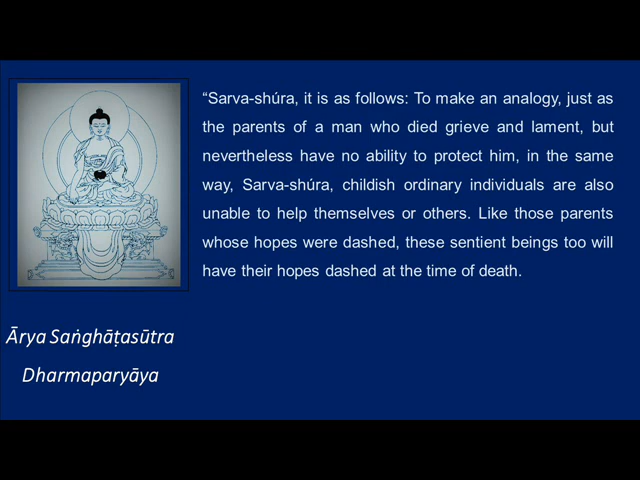 “Sarva-shúra, it is as follows: To make an analogy, just as
the parents of a man who died grieve and lament, but
nevertheless have no ability to protect him, in the same
way, Sarva-shúra, childish ordinary individuals are also
unable to help themselves or others. Like those parents
whose hopes were dashed, these sentient beings too will
have their hopes dashed at the time of death.
Ārya Saṅghāṭasūtra
Dharmaparyāya